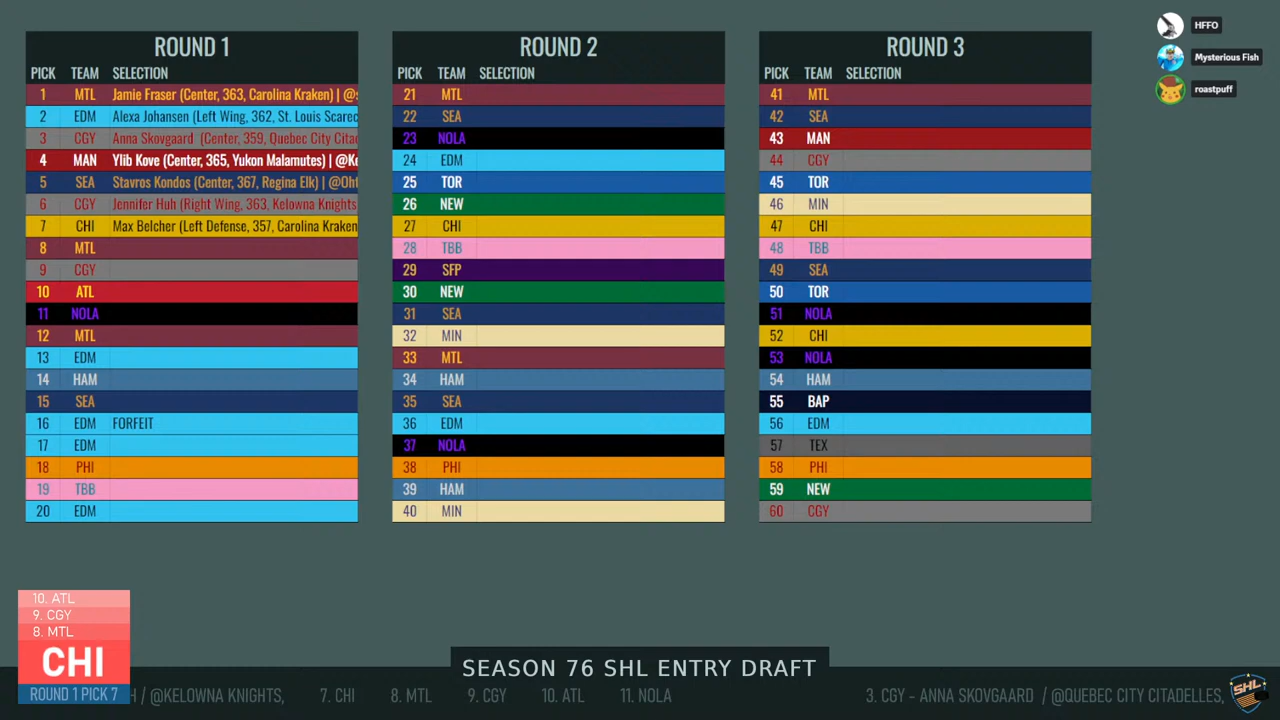 ROUND 1
PICK TEAM SELECTION
1 MTL Jamie Fraser (Center, 363, Carolina Kraken) | @
2 EDM Alexa Johansen (Left Wing, 362, St. Louis Scarec
3 CGY Anna Skovgaard (Center, 359, Quebec City Citad
4 MAN Ylib Kove (Center, 365, Yukon Malamutes) | @K
5 SEA Stavros Kondos (Center, 367, Regina Elk) | @Oh
6 CGY Jennifer Huh (Right Wing, 363, Kelowna Knights
7 CHI Max Belcher (Left Defense, 357, Carolina Kraken
8 MTL
9 CGY
10 ATL
11 NOLA
12 MTL
13 EDM
14 HAM
15 SEA
16 EDM FORFEIT
17 EDM
18 PHI
19 TBB
20 EDM
ROUND 2
PICK TEAM SELECTION
21 MTL
22 SEA
23 NOLA
24 EDM
25 TOR
26 NEW
27 CHI
28 TBB
29 SFP
30 NEW
31 SEA
32 MIN
33 MTL
34 HAM
35 SEA
36 EDM
37 NOLA
38 PHI
39 HAM
40 MIN
ROUND 3
PICK TEAM SELECTION
41 MTL
42 SEA
43 MAN
44 CGY
45 TOR
46 MIN
47 CHI
48 TBB
49 SEA
50 TOR
51 NOLA
52 CHI
53 NOLA
54 HAM
55 BAP
56 EDM
57 TEX
58 PHI
59 NEW
60 CGY
HFFO
Mysterious Fish
roastpuff
10. ATL
9. CGY
8. MTL
CHI
ROUND 1 PICK 7
SEASON 76 SHL ENTRY DRAFT
H / @KELOWNA KNIGHTS, 7. CHI 8. MTL 9. CGY 10. ATL 11. NOLA 3. CGY - ANNA SKOVGAARD / @QUEBEC CITY CITADELLES,
SHL